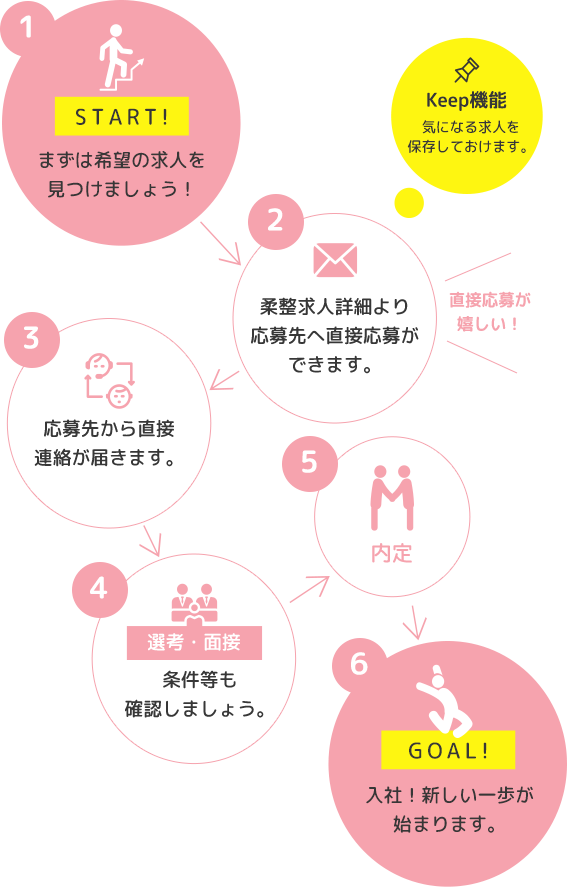 1
START!
まずは希望の求人を
見つけましょう！
Keep機能
気になる求人を
保存しておけます。
2
柔整求人詳細より
応募先へ直接応募が
できます。
直接応募が
嬉しい！
3
応募先から直接
連絡が届きます。
4
選考・面接
条件等も
確認しましょう。
5
内定
6
GOAL!
入社！新しい一歩が
始まります。